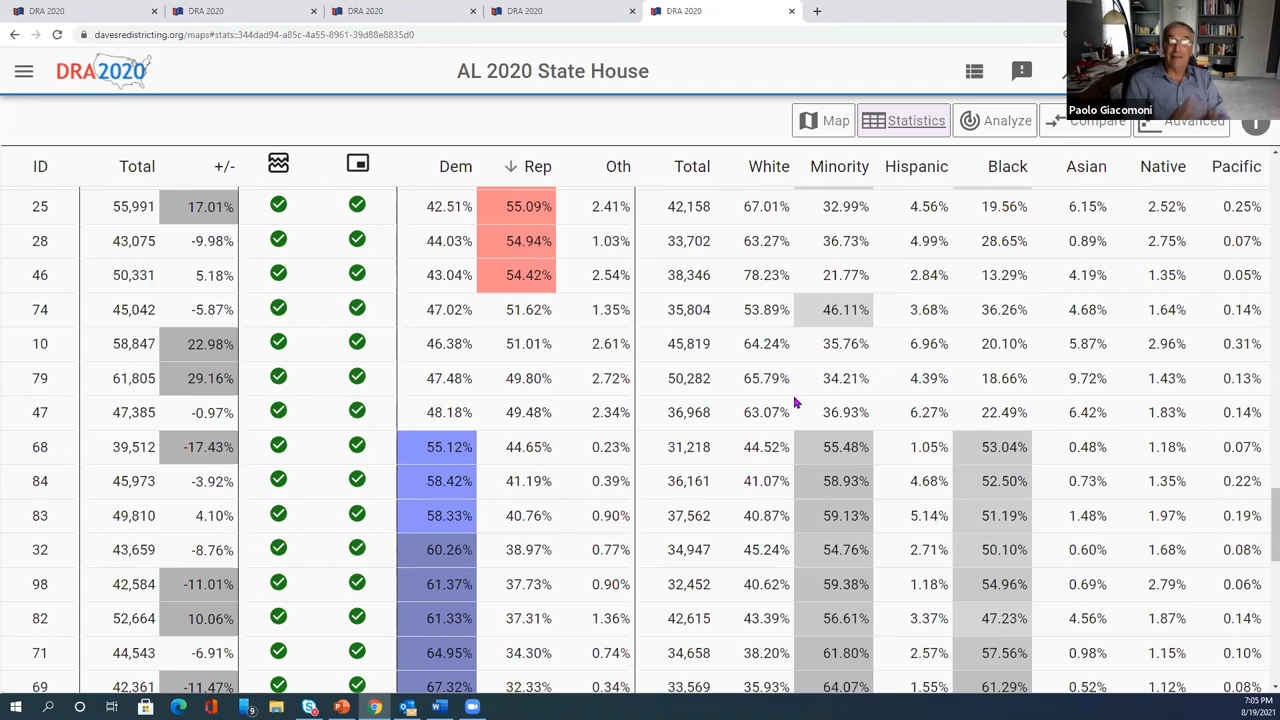 DRA 2020 DRA 2020 DRA 2020 DRA 2020 DRA 2020
davesredistricting.org/maps#stats::344dad94-a85c-4a55-8961-39d88e8835d0
DRA2020 AL 2020 State House
Paolo Giacomoni
Map Statistics Analyze Compare Advanced
ID Total +/- Dem Rep Oth Total White Minority Hispanic Black Asian Native Pacific
25 55,991 17.01% 42.51% 55.09% 2.41% 42,158 67.01% 32.99% 4.56% 19.56% 6.15% 2.52% 0.25%
28 43,075 -9.98% 44.03% 54.94% 1.03% 33,702 63.27% 36.73% 4.99% 28.65% 0.89% 2.75% 0.07%
46 50,331 5.18% 43.04% 54.42% 2.54% 38,346 78.23% 21.77% 2.84% 13.29% 4.19% 1.35% 0.05%
74 45,042 -5.87% 47.02% 51.62% 1.35% 35,804 53.89% 46.11% 3.68% 36.26% 4.68% 1.64% 0.14%
10 58,847 22.98% 46.38% 51.01% 2.61% 45,819 64.24% 35.76% 6.96% 20.10% 5.87% 2.96% 0.31%
79 61,805 29.16% 47.48% 49.80% 2.72% 50,282 65.79% 34.21% 4.39% 18.66% 9.72% 1.43% 0.13%
47 47,385 -0.97% 48.18% 49.48% 2.34% 36,968 63.07% 36.93% 6.27% 22.49% 6.42% 1.83% 0.14%
68 39,512 -17.43% 55.12% 44.65% 0.23% 31,218 44.52% 55.48% 1.05% 53.04% 0.48% 1.18% 0.07%
84 45,973 -3.92% 58.42% 41.19% 0.39% 36,161 41.07% 58.93% 4.68% 52.50% 0.73% 1.35% 0.22%
83 49,810 4.10% 58.33% 40.76% 0.90% 37,562 40.87% 59.13% 5.14% 51.19% 1.48% 1.97% 0.19%
32 43,659 -8.76% 60.26% 38.97% 0.77% 34,947 45.24% 54.76% 2.71% 50.10% 0.60% 1.68% 0.08%
98 42,584 -11.01% 61.37% 37.73% 0.90% 32,452 40.62% 59.38% 1.18% 54.96% 0.69% 2.79% 0.06%
82 52,664 10.06% 61.33% 37.31% 1.36% 42,615 43.39% 56.61% 3.37% 47.23% 4.56% 1.87% 0.14%
71 44,543 -6.91% 64.95% 34.30% 0.74% 34,658 38.20% 61.80% 2.57% 57.56% 0.98% 1.15% 0.10%
69 42,361 -11.47% 67.32% 32.33% 0.34% 33,569 35.93% 64.07% 1.55% 61.29% 0.52% 1.12% 0.08%
7:05 PM
8/19/2021